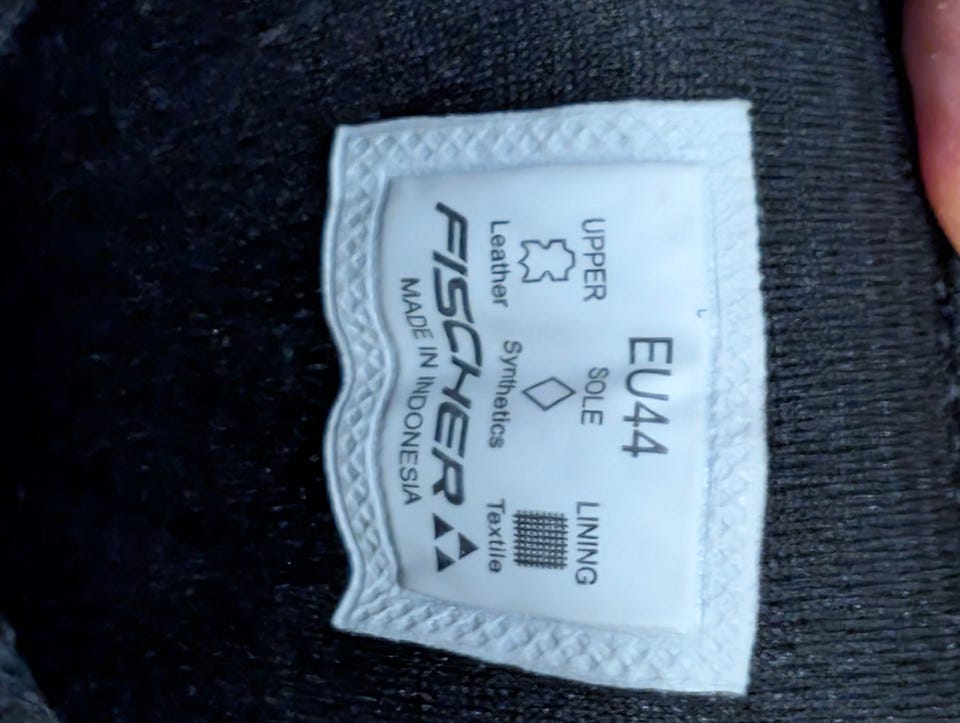 EU44
UPPER SOLE LINING
Leather Synthetics Textile
FISCHER
MADE IN INDONESIA